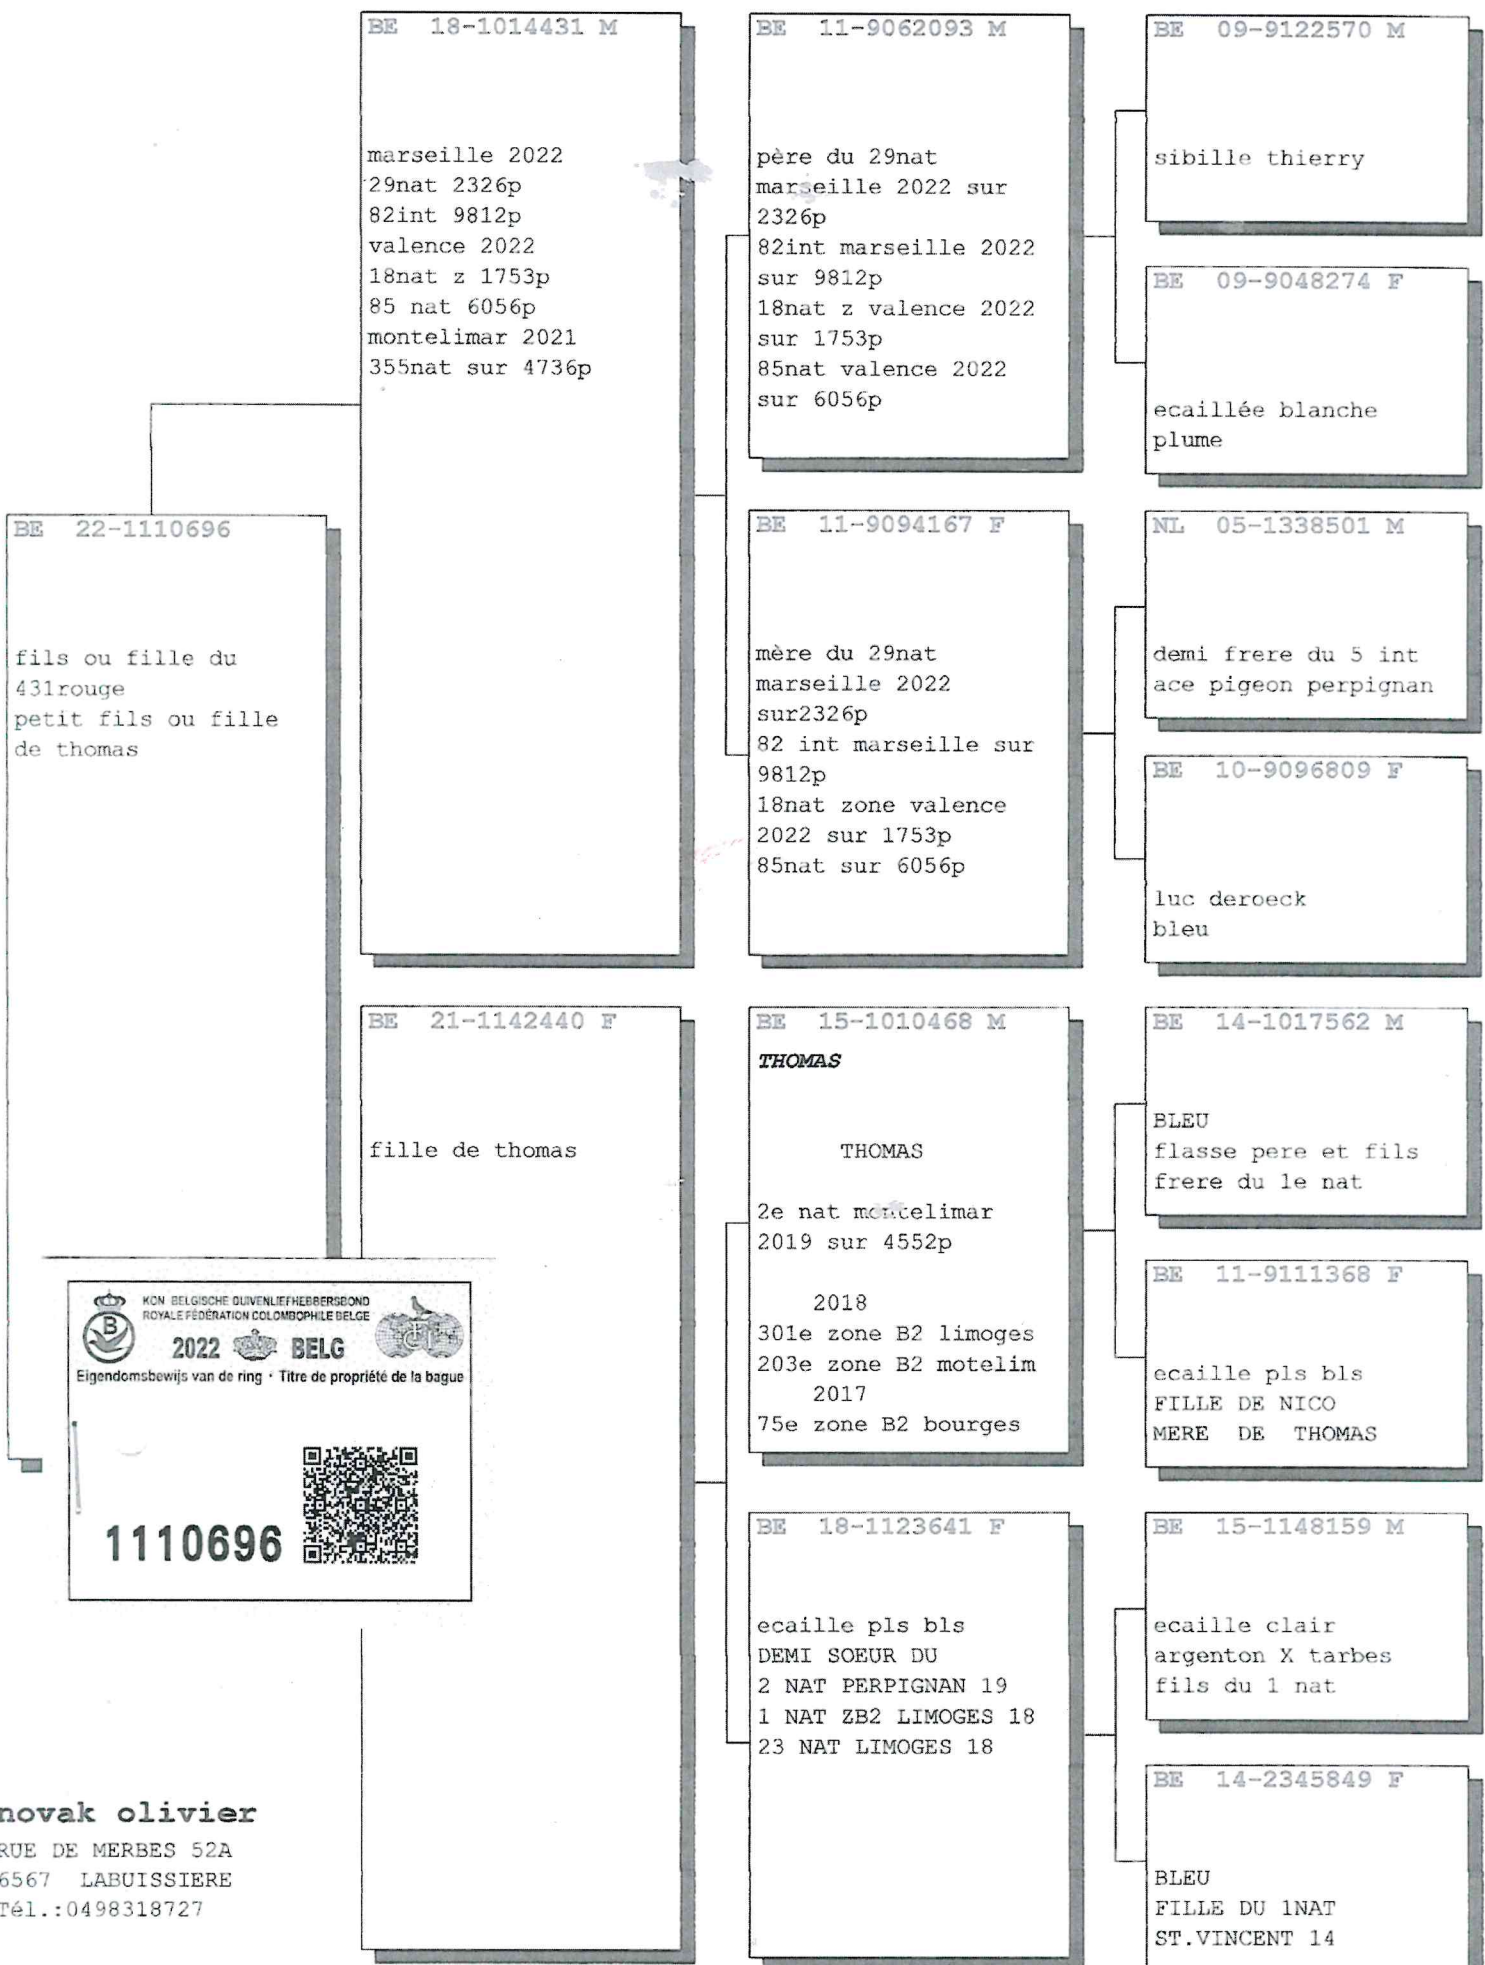 BE 22-1110696
fils ou fille du
431rouge
petit fils ou fille
de thomas
BE 18-1014431 M
marseille 2022
29nat 2326p
82int 9812p
valence 2022
18nat z 1753p
85 nat 6056p
montelimar 2021
355nat sur 4736p
BE 21-1142440 F
fille de thomas
BE 11-9062093 M
père du 29nat
marseille 2022 sur
2326p
82int marseille 2022
sur 9812p
18nat z valence 2022
sur 1753p
85nat valence 2022
sur 6056p
BE 11-9094167 F
mère du 29nat
marseille 2022
sur2326p
82 int marseille sur
9812p
18nat zone valence
2022 sur 1753p
85nat sur 6056p
BE 15-1010468 M
THOMAS
THOMAS
2e nat montelimar
2019 sur 4552p
2018
301e zone B2 limoges
203e zone B2 motelim
2017
75e zone B2 bourges
BE 18-1123641 F
ecaille pls bls
DEMI SOEUR DU
2 NAT PERPIGNAN 19
1 NAT ZB2 LIMOGES 18
23 NAT LIMOGES 18
BE 09-9122570 M
sibille thierry
BE 09-9048274 F
ecaillée blanche
plume
NL 05-1338501 M
demi frere du 5 int
ace pigeon perpignan
BE 10-9096809 F
luc deroeck
bleu
BE 14-1017562 M
BLEU
flasse pere et fils
frere du 1e nat
BE 11-9111368 F
ecaille pls bls
FILLE DE NICO
MERE DE THOMAS
BE 15-1148159 M
ecaille clair
argenton X tarbes
fils du 1 nat
BE 14-2345849 F
BLEU
FILLE DU 1NAT
ST.VINCENT 14
KON BELGISCHE DUIVENLIEFHEBBERSBOND
ROYALE FÉDÉRATION COLOMBOPHILE BELGE
B
2022 BELG
Eigendomsbewijs van de ring · Titre de propriété de la bague
1110696
novak olivier
RUE DE MERBES 52A
6567 LABUISSIERE
Tél.:0498318727